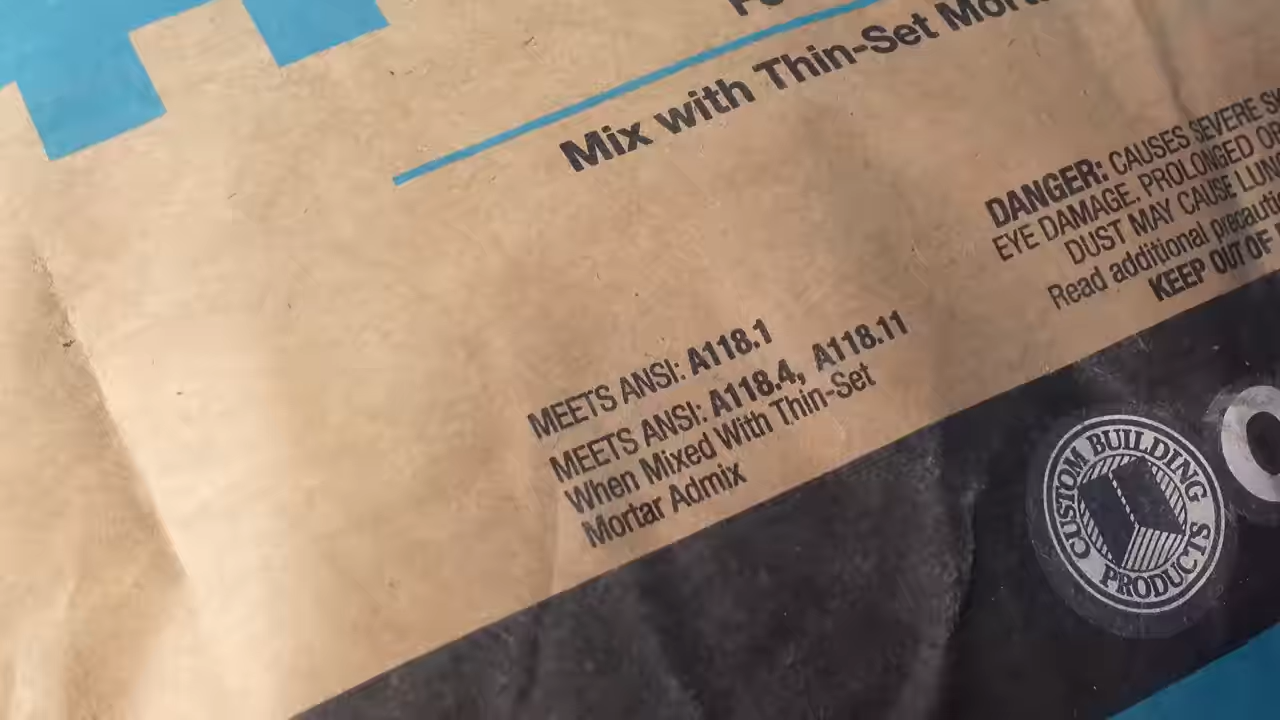 Mix with Thin-Set
DANGER: CAUSES SEVERE
EYE DAMAGE. PROLONGED
DUST MAY CAUSE
Read additional
KEEP OUT OF
MEETS ANSI: A118.1
MEETS ANSI: A118.4, A118.11
When Mixed With Thin-Set
Mortar Admix
CUSTOM BUILDING
PRODUCTS